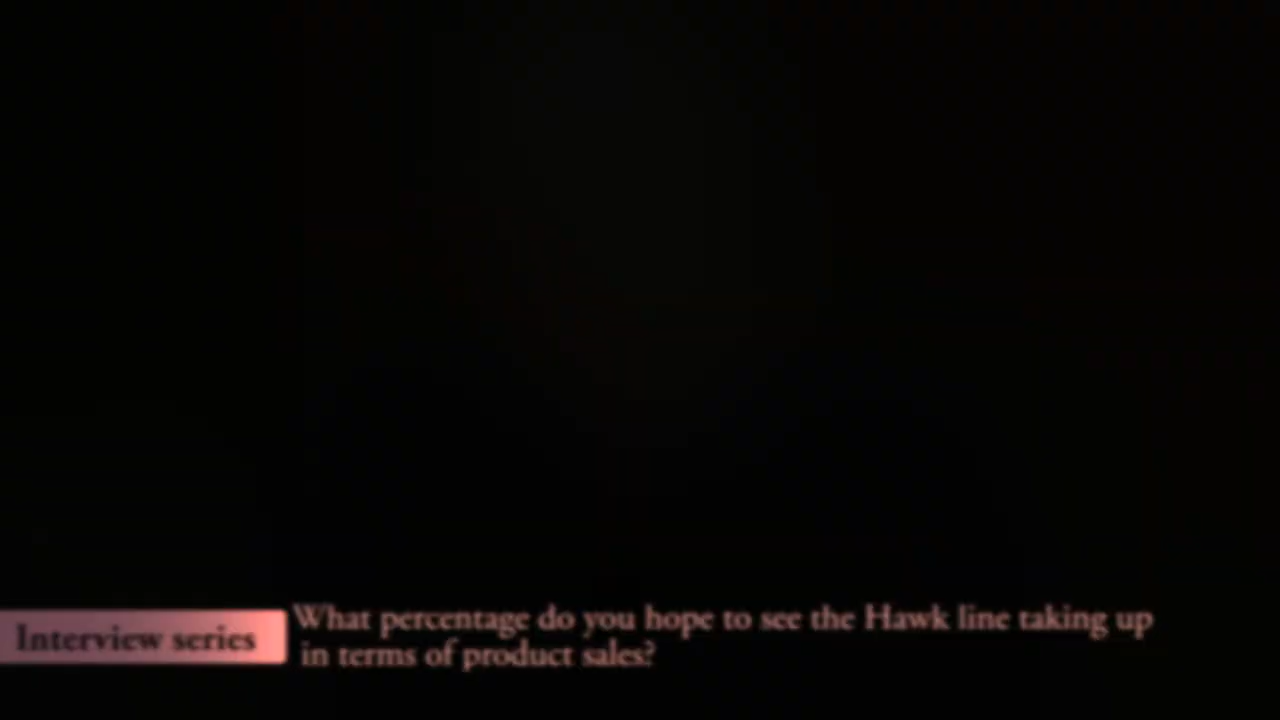 Interview series
What percentage do you hope to see the Hawk line taking up
in terms of product sales?